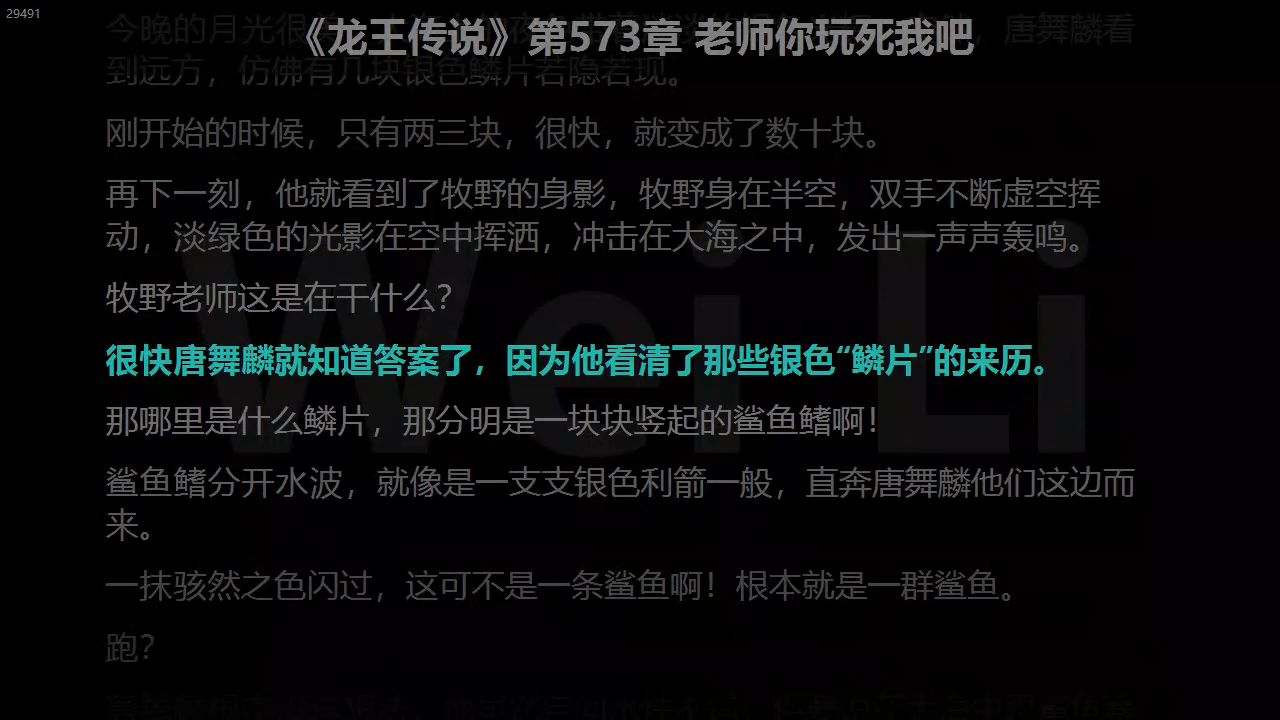 29491
《龙王传说》第573章 老师你玩死我吧
今晚的月光很 唐舞麟看
到远方，仿佛有几块银色鳞片若隐若现。
刚开始的时候，只有两三块，很快，就变成了数十块。
再下一刻，他就看到了牧野的身影，牧野身在半空，双手不断虚空挥
动，淡绿色的光影在空中挥洒，冲击在大海之中，发出一声声轰鸣。
牧野老师这是在干什么？
很快唐舞麟就知道答案了，因为他看清了那些银色“鳞片”的来历。
那哪里是什么鳞片，那分明是一块块竖起的鲨鱼鳍啊！
鲨鱼鳍分开水波，就像是一支支银色利箭一般，直奔唐舞麟他们这边而
来。
一抹骇然之色闪过，这可不是一条鲨鱼啊！根本就是一群鲨鱼。
跑？
Wei Li